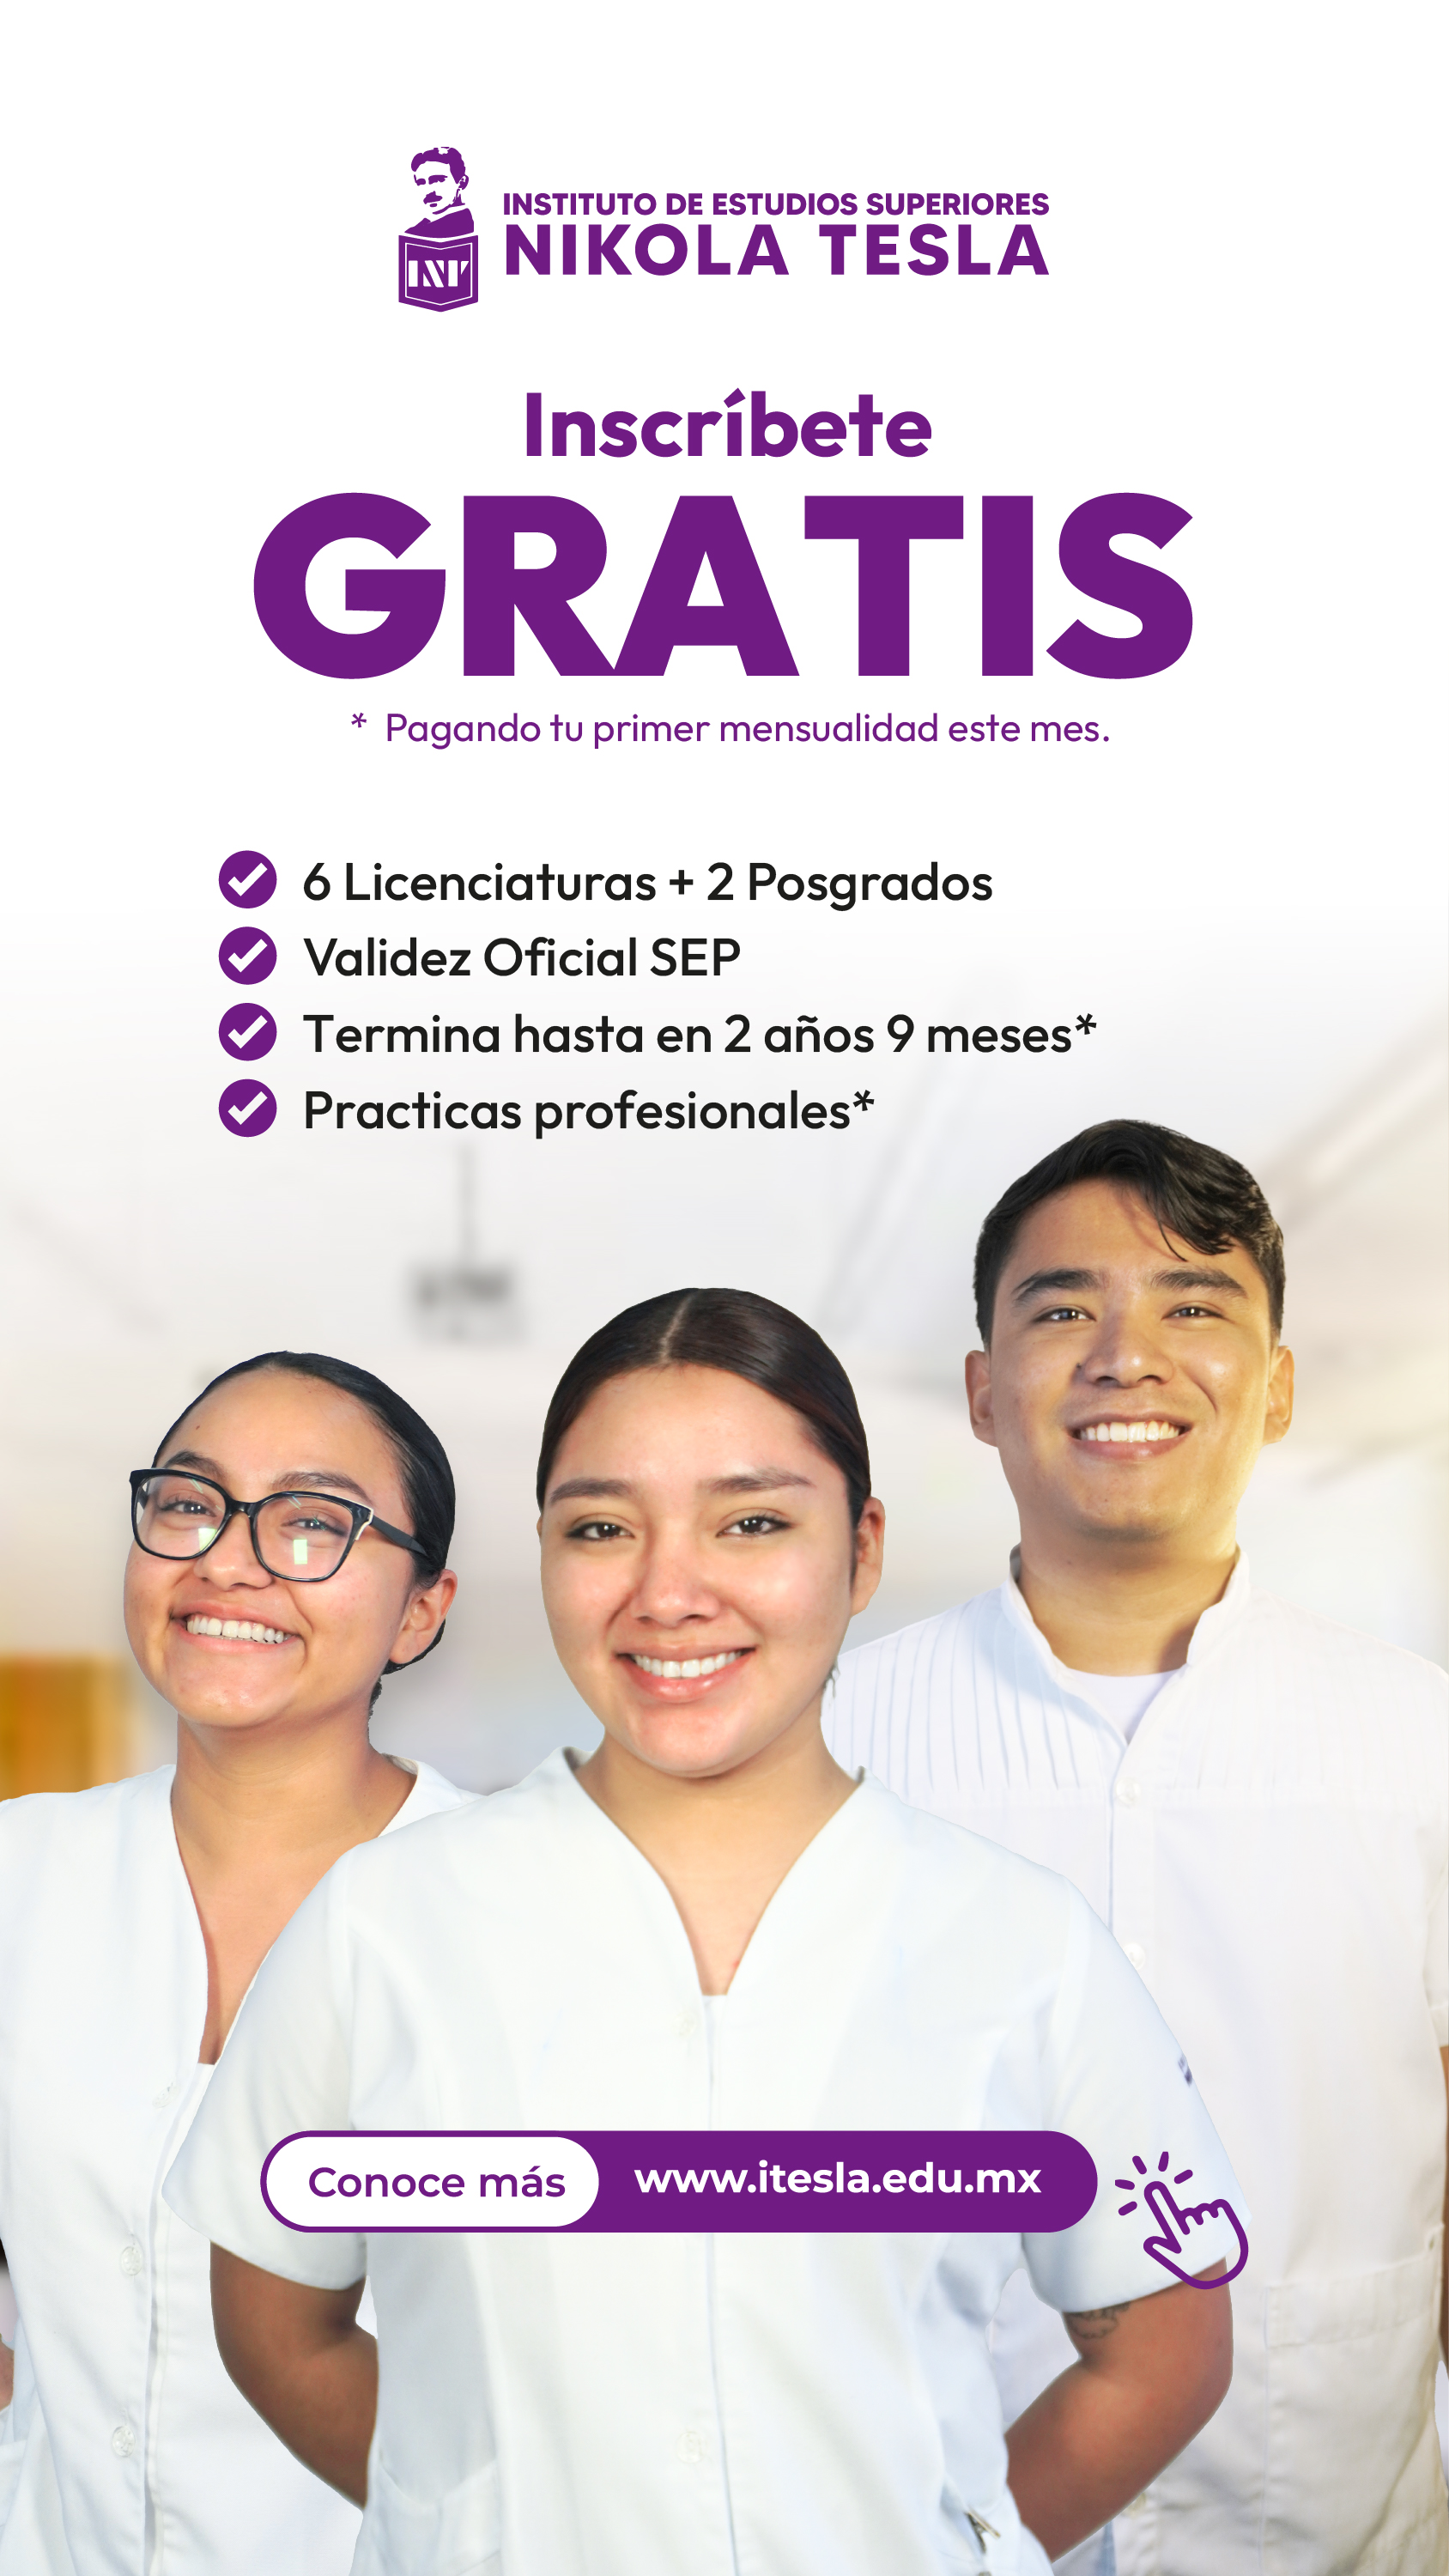 INSTITUTO DE ESTUDIOS SUPERIORES
NIKOLA TESLA
Inscríbete
GRATIS
* Pagando tu primer mensualidad este mes.
6 Licenciaturas + 2 Posgrados
Validez Oficial SEP
Termina hasta en 2 años 9 meses*
Practicas profesionales*
Conoce más www.itesla.edu.mx